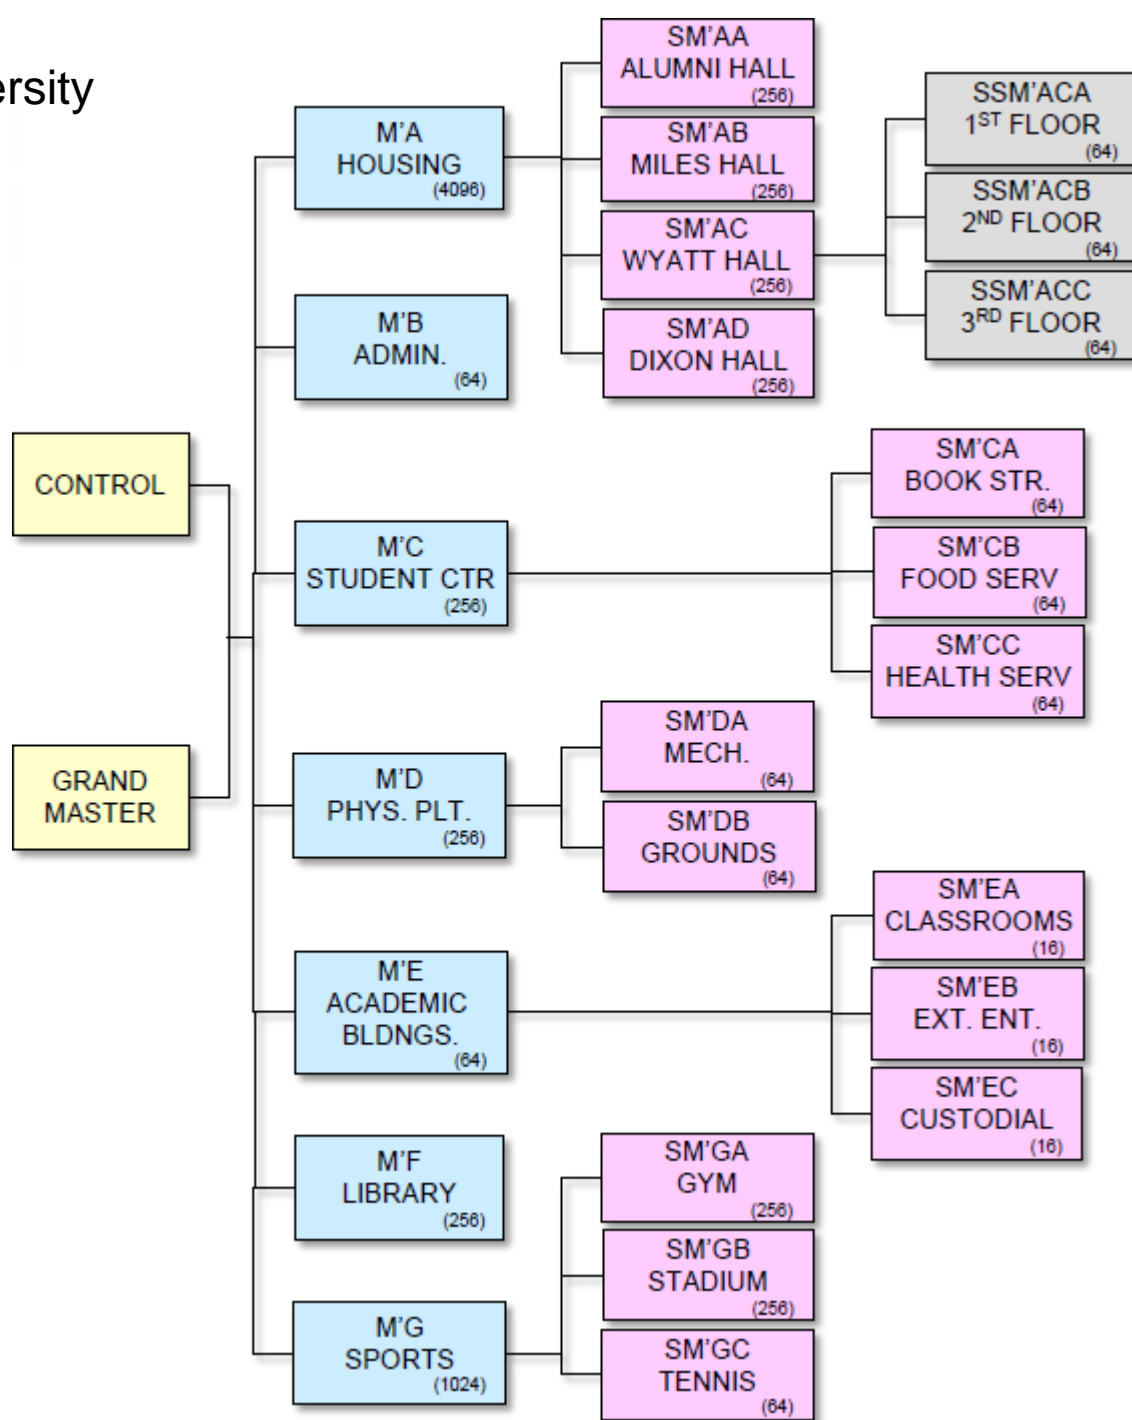 ersity
CONTROL
GRAND
MASTER
M'A
HOUSING
(4096)
M'B
ADMIN.
(64)
M'C
STUDENT CTR
(256)
M'D
PHYS. PLT.
(256)
M'E
ACADEMIC
BLDNGS.
(64)
M'F
LIBRARY
(256)
M'G
SPORTS
(1024)
SM'AA
ALUMNI HALL
(256)
SM'AB
MILES HALL
(256)
SM'AC
WYATT HALL
(256)
SM'AD
DIXON HALL
(256)
SSM'ACA
1ST FLOOR
(64)
SSM'ACB
2ND FLOOR
(64)
SSM'ACC
3RD FLOOR
(64)
SM'CA
BOOK STR.
(64)
SM'CB
FOOD SERV
(64)
SM'CC
HEALTH SERV
(64)
SM'DA
MECH.
(64)
SM'DB
GROUNDS
(64)
SM'EA
CLASSROOMS
(16)
SM'EB
EXT. ENT.
(16)
SM'EC
CUSTODIAL
(16)
SM'GA
GYM
(256)
SM'GB
STADIUM
(256)
SM'GC
TENNIS
(64)